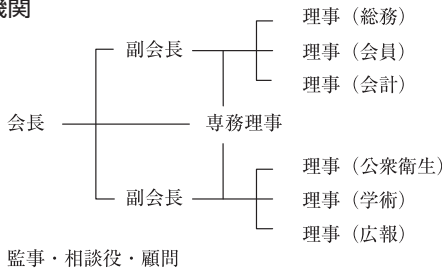 機関
理事（総務）
副会長
理事（会員）
理事（会計）
会長
専務理事
理事（公衆衛生）
副会長
理事（学術）
理事（広報）
監事・相談役・顧問